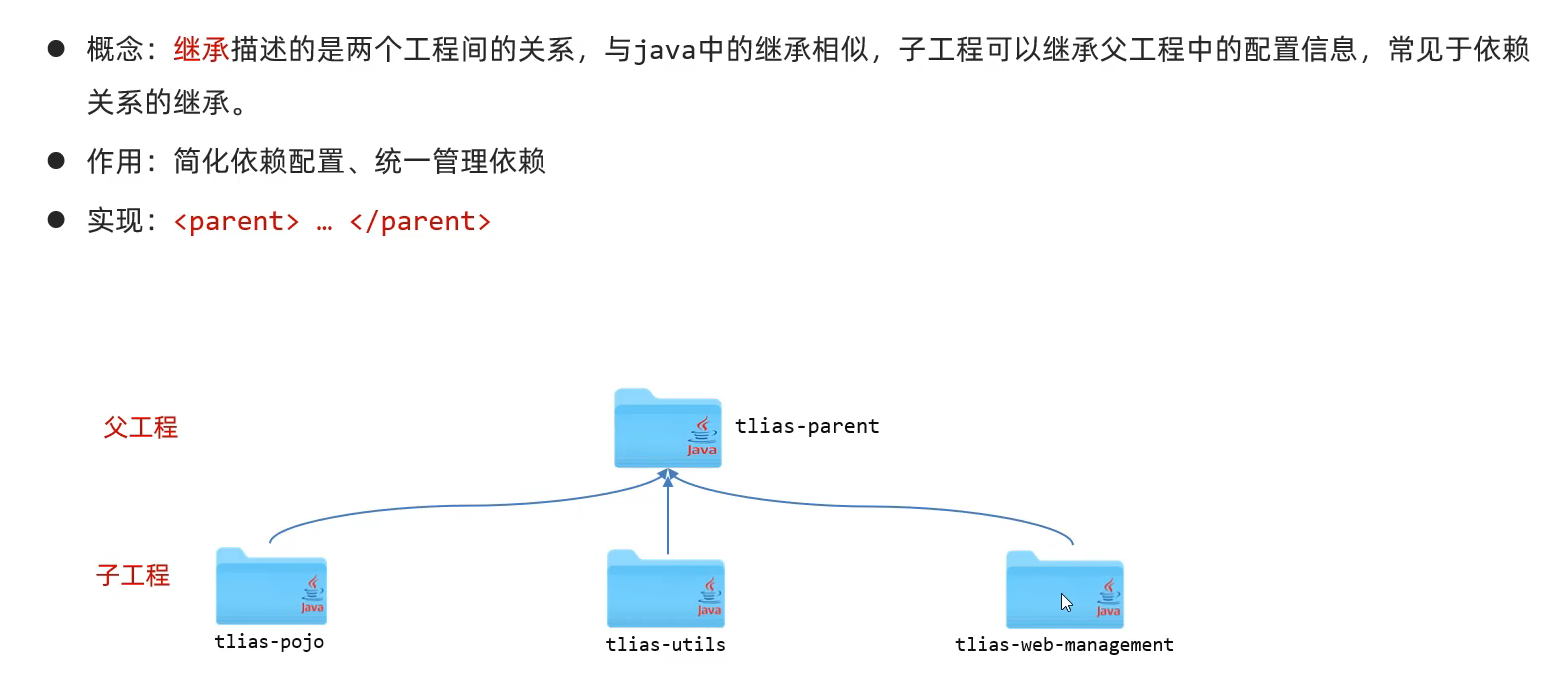 ● 概念：继承描述的是两个工程间的关系，与java中的继承相似，子工程可以继承父工程中的配置信息，常见于依赖
关系的继承。
● 作用：简化依赖配置、统一管理依赖
● 实现：<parent> … </parent>
父工程
Java
tlias-parent
子工程
Java
Java
Java
tlias-pojo
tlias-utils
tlias-web-management